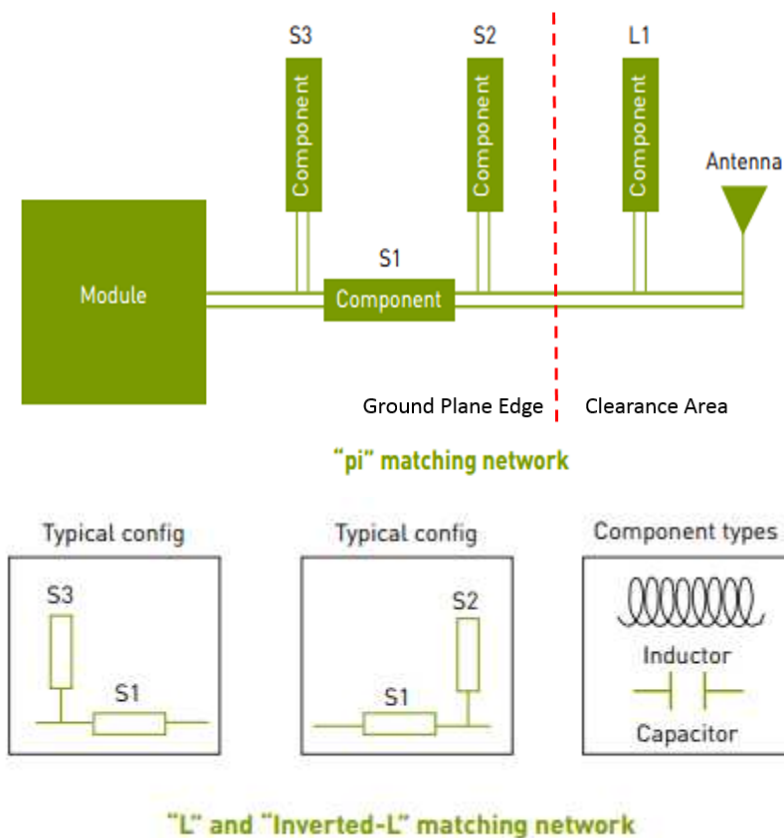 S3
S2
L1
Component
Component
Component
Antenna
Module
S1
Component
Ground Plane Edge
Clearance Area
“pi” matching network
Typical config
Typical config
Component types
S3
S1
S2
S1
Inductor
Capacitor
“L” and “Inverted-L” matching network